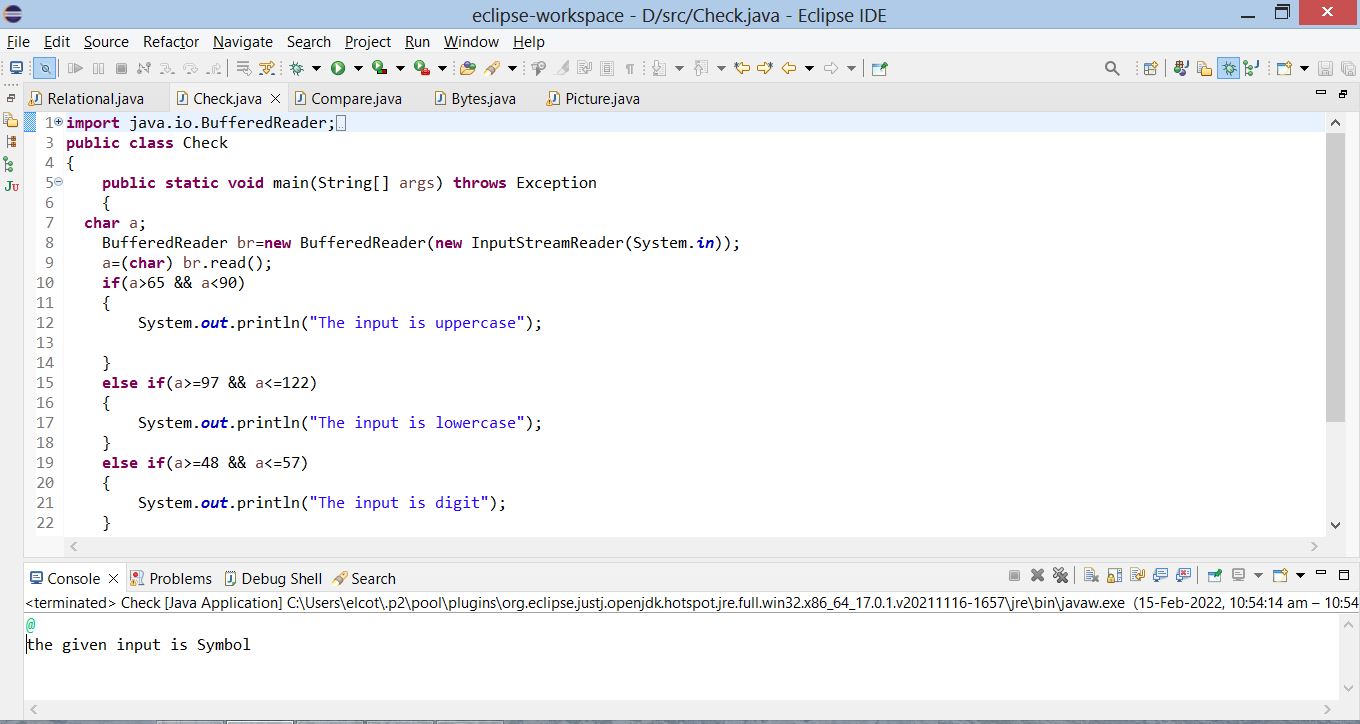 eclipse-workspace - D/src/Check.java - Eclipse IDE
File Edit Source Refactor Navigate Search Project Run Window Help
Relational.java Check.java Compare.java Bytes.java Picture.java
1 import java.io.BufferedReader;
3 public class Check
4 {
5 public static void main(String[] args) throws Exception
6 {
7 char a;
8 BufferedReader br=new BufferedReader(new InputStreamReader(System.in));
9 a=(char) br.read();
10 if(a>65 && a<90)
11 {
12 System.out.println("The input is uppercase");
13
14 }
15 else if(a>=97 && a<=122)
16 {
17 System.out.println("The input is lowercase");
18 }
19 else if(a>=48 && a<=57)
20 {
21 System.out.println("The input is digit");
22 }
Console Problems Debug Shell Search
<terminated> Check [Java Application] C:\Users\elcot\.p2\pool\plugins\org.eclipse.justj.openjdk.hotspot.jre.full.win32.x86_64_17.0.1.v20211116-1657\jre\bin\javaw.exe (15-Feb-2022, 10:54:14 am – 10:54
@
the given input is Symbol